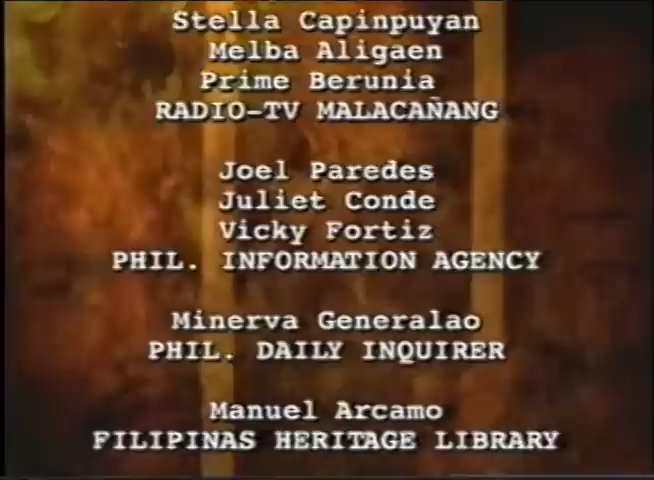 Stella Capinpuyan
Melba Aligaen
Prime Berunia
RADIO-TV MALACAÑANG
Joel Paredes
Juliet Conde
Vicky Fortiz
PHIL. INFORMATION AGENCY
Minerva Generalao
PHIL. DAILY INQUIRER
Manuel Arcamo
FILIPINAS HERITAGE LIBRARY